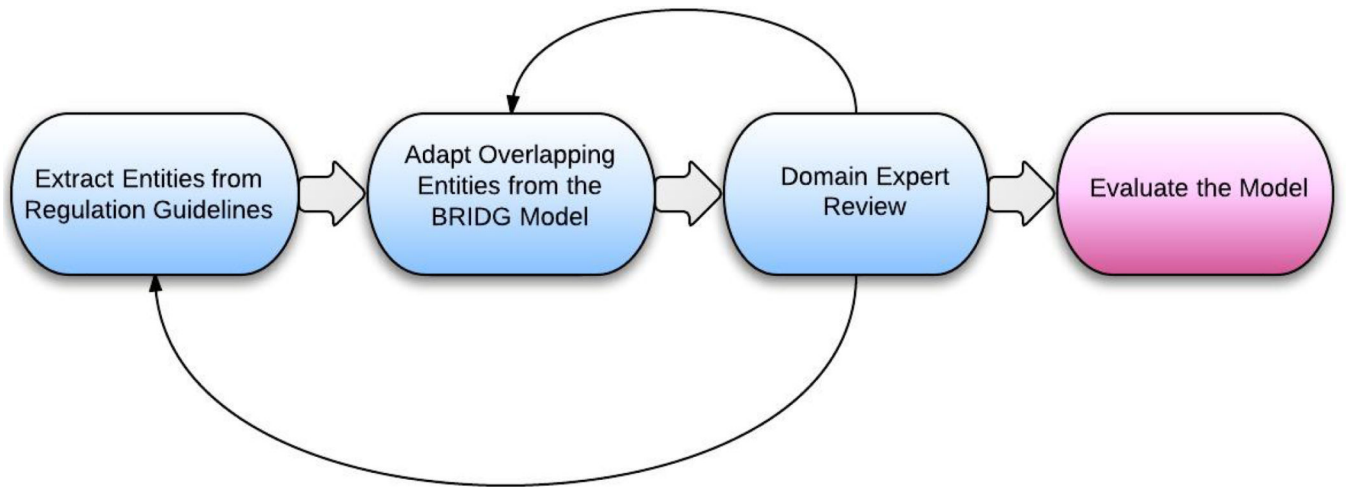 Extract Entities from
Regulation Guidelines
Adapt Overlapping
Entities from the
BRIDG Model
Domain Expert
Review
Evaluate the Model